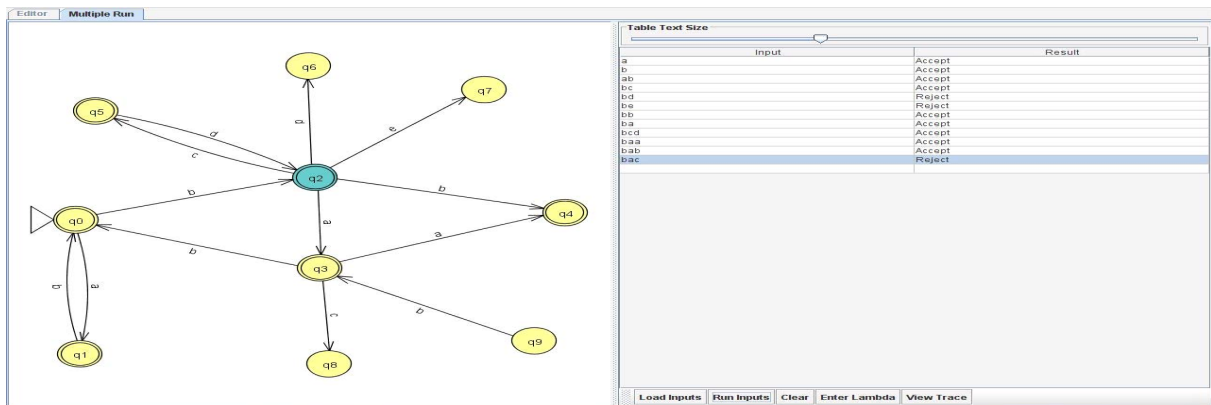 Editor Multiple Run
Table Text Size
Input Result
a Accept
b Accept
ab Accept
bc Accept
bd Reject
be Reject
bb Accept
ba Accept
bcd Accept
baa Accept
bab Accept
bac Reject
q6
q7
q5
d
d
e
c
q2
b
b
q0
a
q4
a
b
q3
b
a
c
b
q9
q1
q8
Load Inputs Run Inputs Clear Enter Lambda View Trace